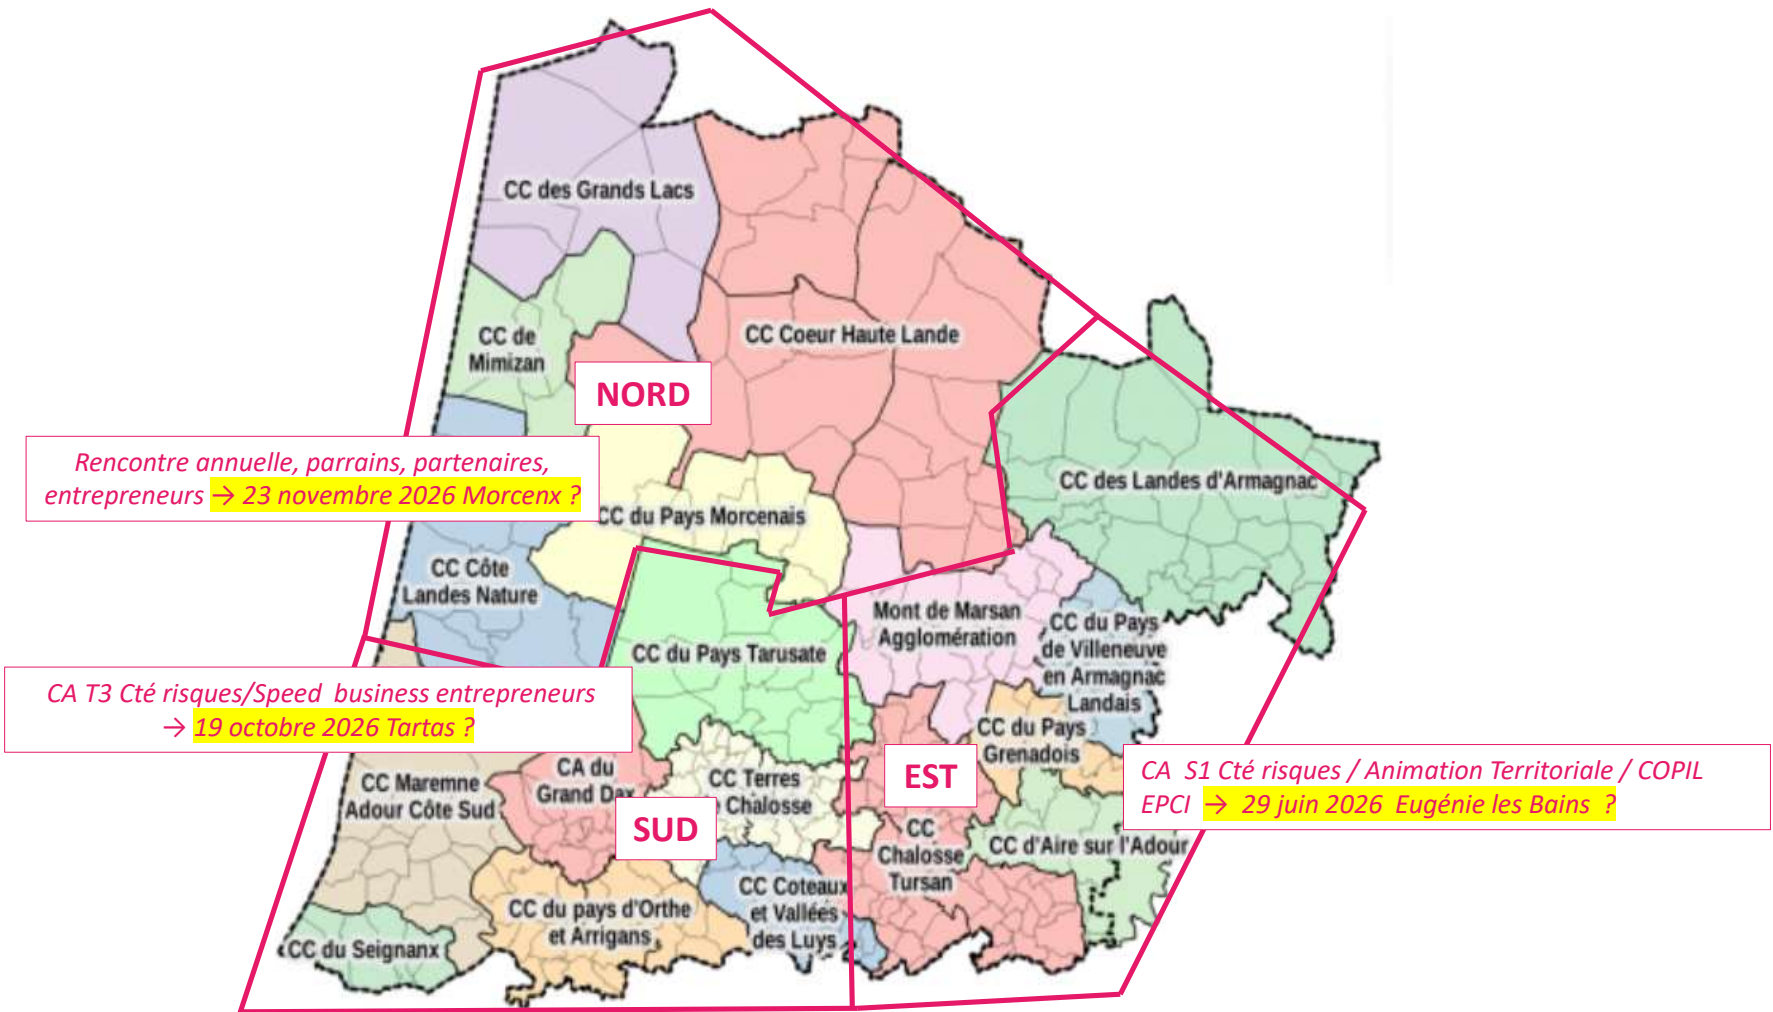 CC des Grands Lacs
CC de
Mimizan
CC Coeur Haute Lande
NORD
Rencontre annuelle, parrains, partenaires,
entrepreneurs → 23 novembre 2026 Morcenx ?
CC des Landes d'Armagnac
CC du Pays Morcenais
CC Côte
Landes Nature
Mont de Marsan
Agglomération
CC du Pays
de Villeneuve
en Armagnac
Landais
CC du Pays Tarusate
CA T3 Cté risques/Speed business entrepreneurs
→ 19 octobre 2026 Tartas ?
CC du Pays
Grenadois
EST
CA S1 Cté risques / Animation Territoriale / COPIL
EPCI → 29 juin 2026 Eugénie les Bains ?
CC Maremne
Adour Côte Sud
CA du
Grand Dax
CC Terres
Chalosse
SUD
CC
Chalosse
Tursan
CC d'Aire sur l'Adour
CC Coteaux
et Vallées
des Luys
CC du pays d'Orthe
et Arrigans
CC du Seignanx